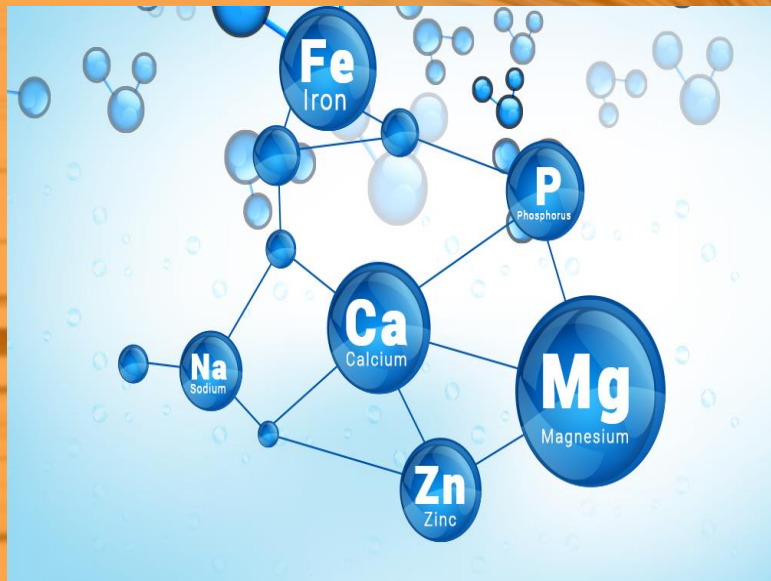 Fe
Iron
P
Phosphorus
Ca
Calcium
Na
Sodium
Mg
Magnesium
Zn
Zinc